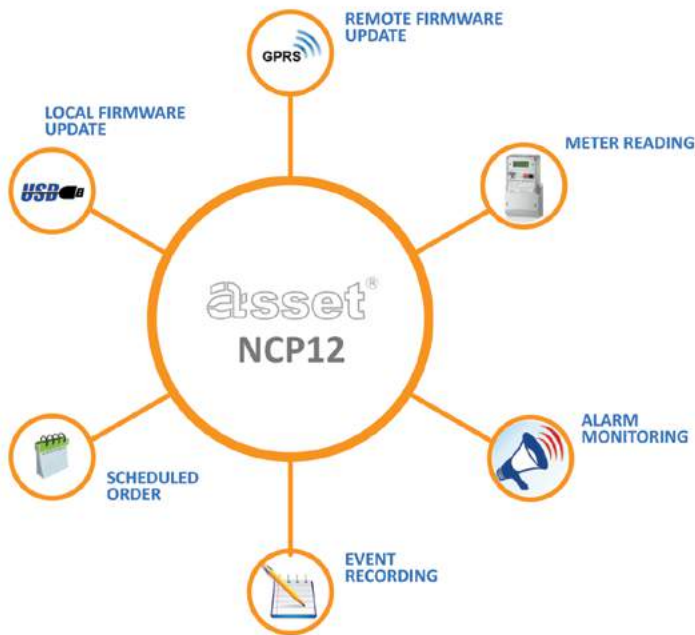 REMOTE FIRMWARE
UPDATE
GPRS
LOCAL FIRMWARE
UPDATE
USB
METER READING
asset®
NCP12
ALARM
MONITORING
SCHEDULED
ORDER
EVENT
RECORDING